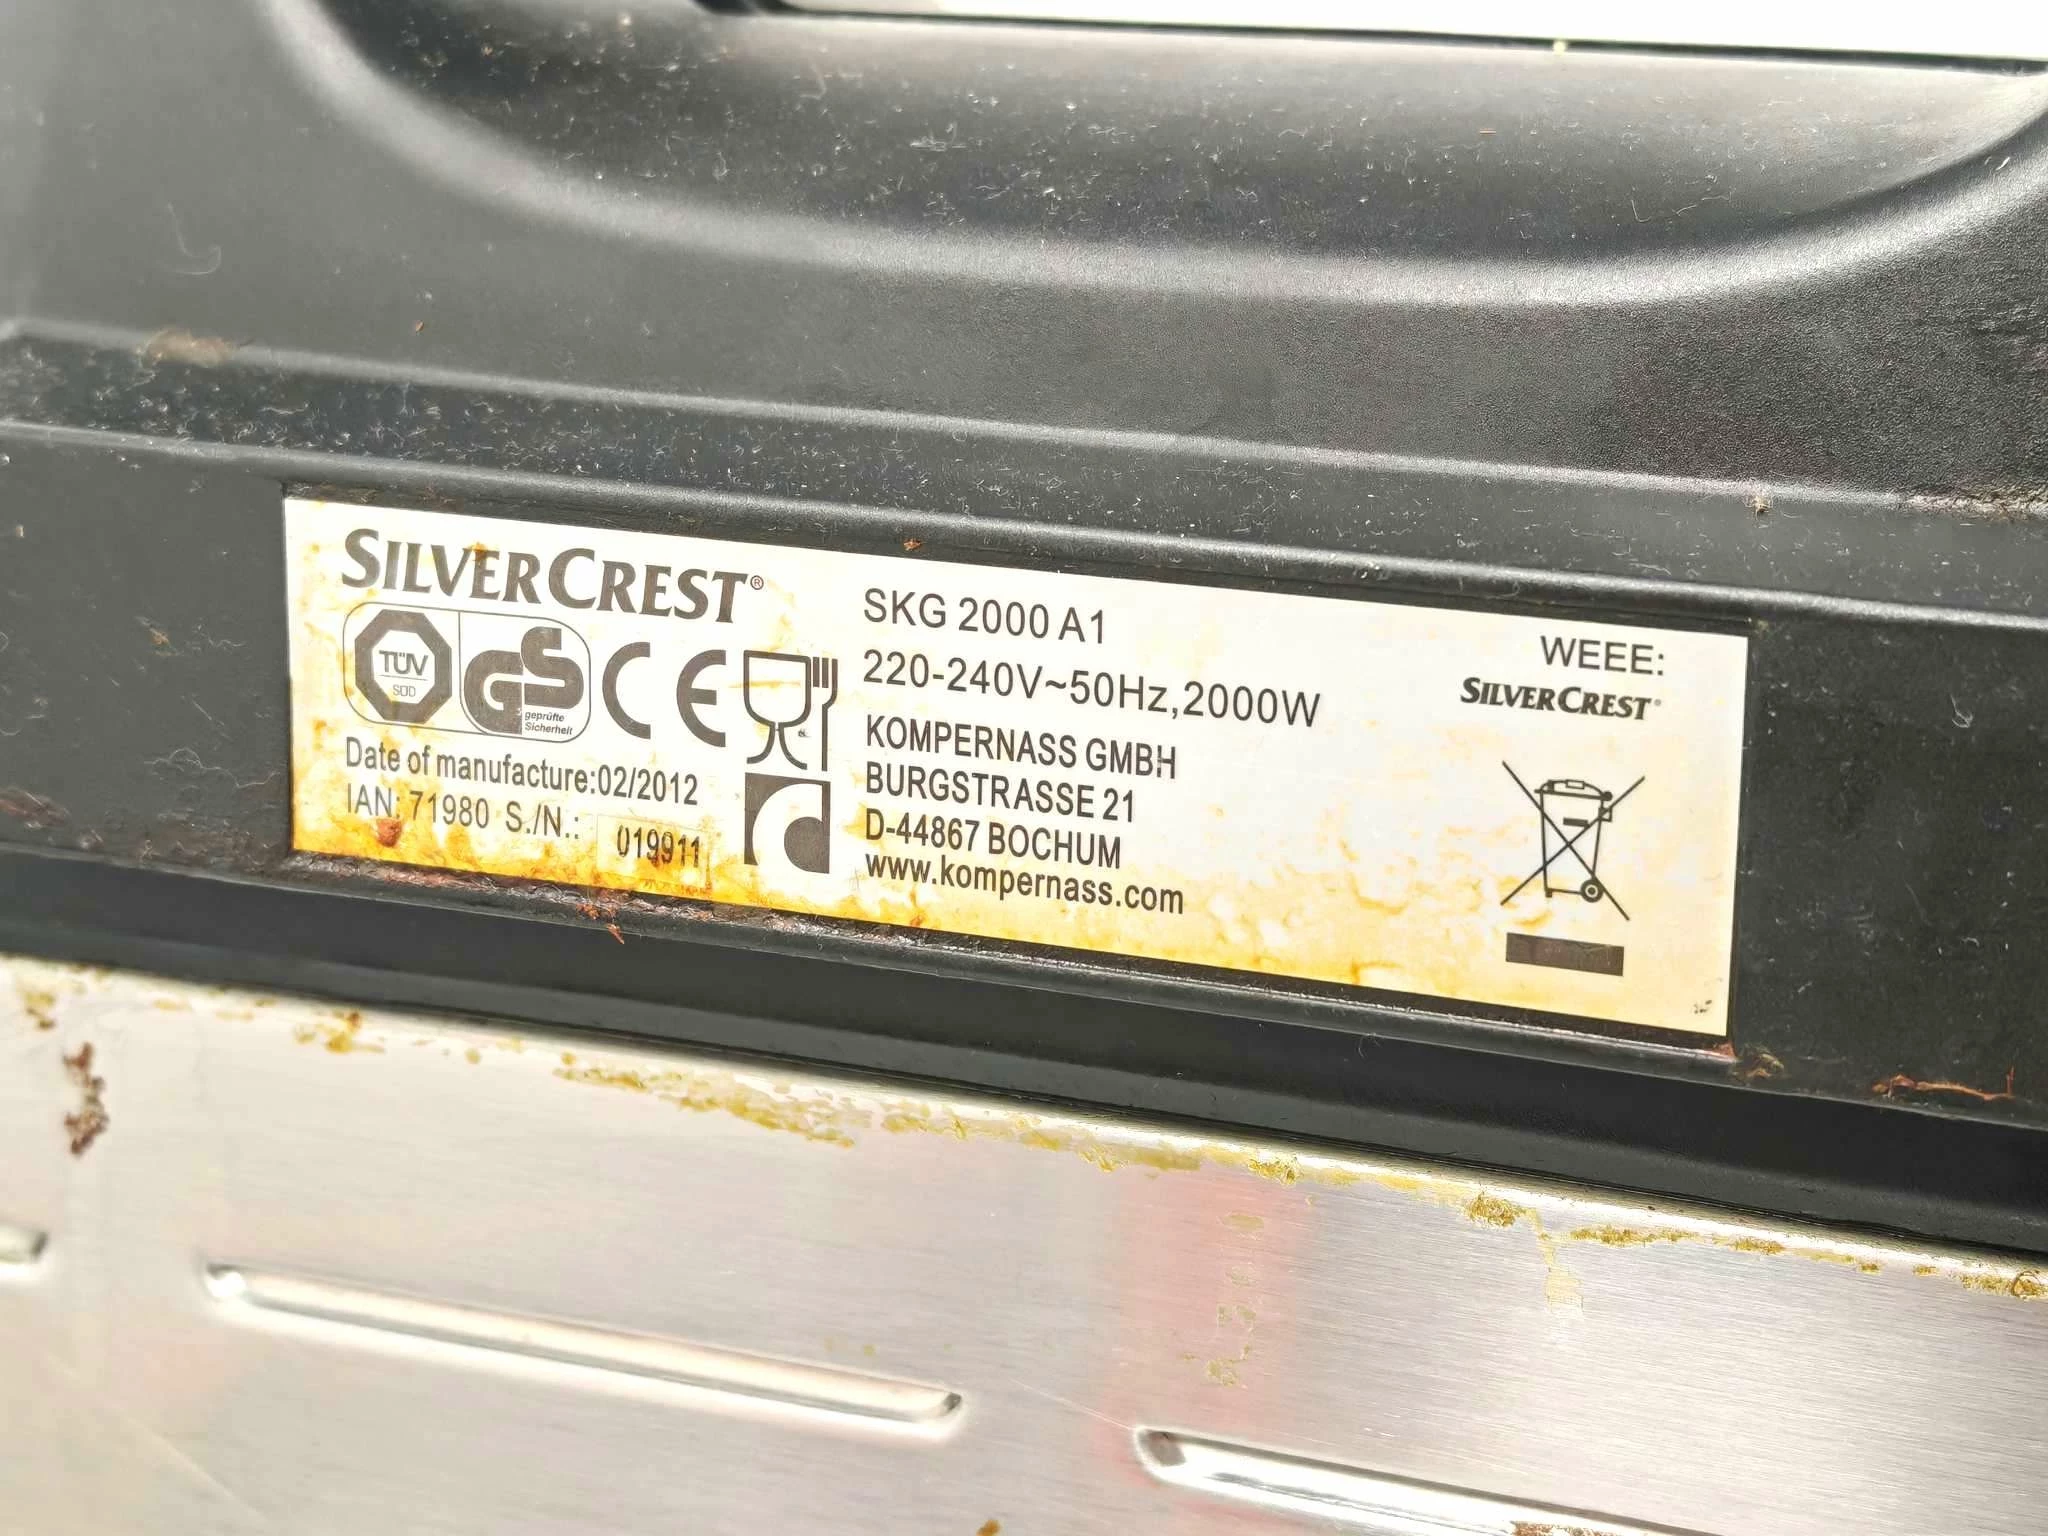 SILVERCREST®
TÜV
SÜD
GS
geprüfte
Sicherheit
CE
Date of manufacture:02/2012
IAN: 71980 S./N.: 019911
SKG 2000 A1
220-240V~50Hz,2000W
KOMPERNASS GMBH
BURGSTRASSE 21
D-44867 BOCHUM
www.kompernass.com
WEEE:
SILVERCREST®